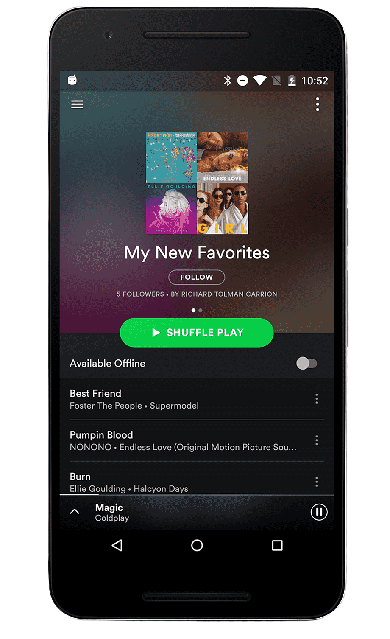 10:52
ENDLESS LOVE
ELLIE GOULDING
GIRL
My New Favorites
FOLLOW
5 FOLLOWERS • BY RICHARD TOLMAN CARRION
SHUFFLE PLAY
Available Offline
Best Friend
Foster The People • Supermodel
Pumpin Blood
NONONO • Endless Love (Original Motion Picture Sou...
Burn
Ellie Goulding • Halcyon Days
Magic
Coldplay